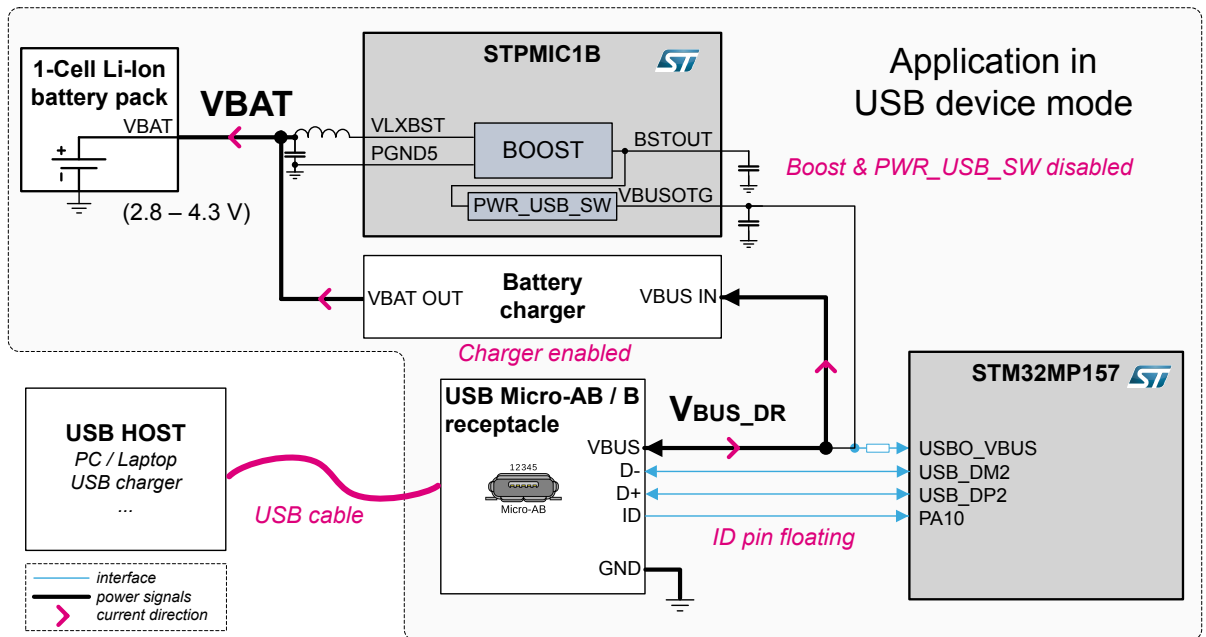 1-Cell Li-Ion
battery pack
VBAT
+
-
(2.8 – 4.3 V)
VBAT
STPMIC1B
ST
VLXBST
PGND5
BOOST
BSTOUT
PWR_USB_SW
VBUSOTG
Application in
USB device mode
Boost & PWR_USB_SW disabled
VBAT OUT
Battery
charger
VBUS IN
Charger enabled
USB HOST
PC / Laptop
USB charger
...
USB cable
USB Micro-AB / B
receptacle
12345
Micro-AB
VBUS
D-
D+
ID
GND
VBUS_DR
ID pin floating
STM32MP157
ST
USBO_VBUS
USB_DM2
USB_DP2
PA10
interface
power signals
current direction